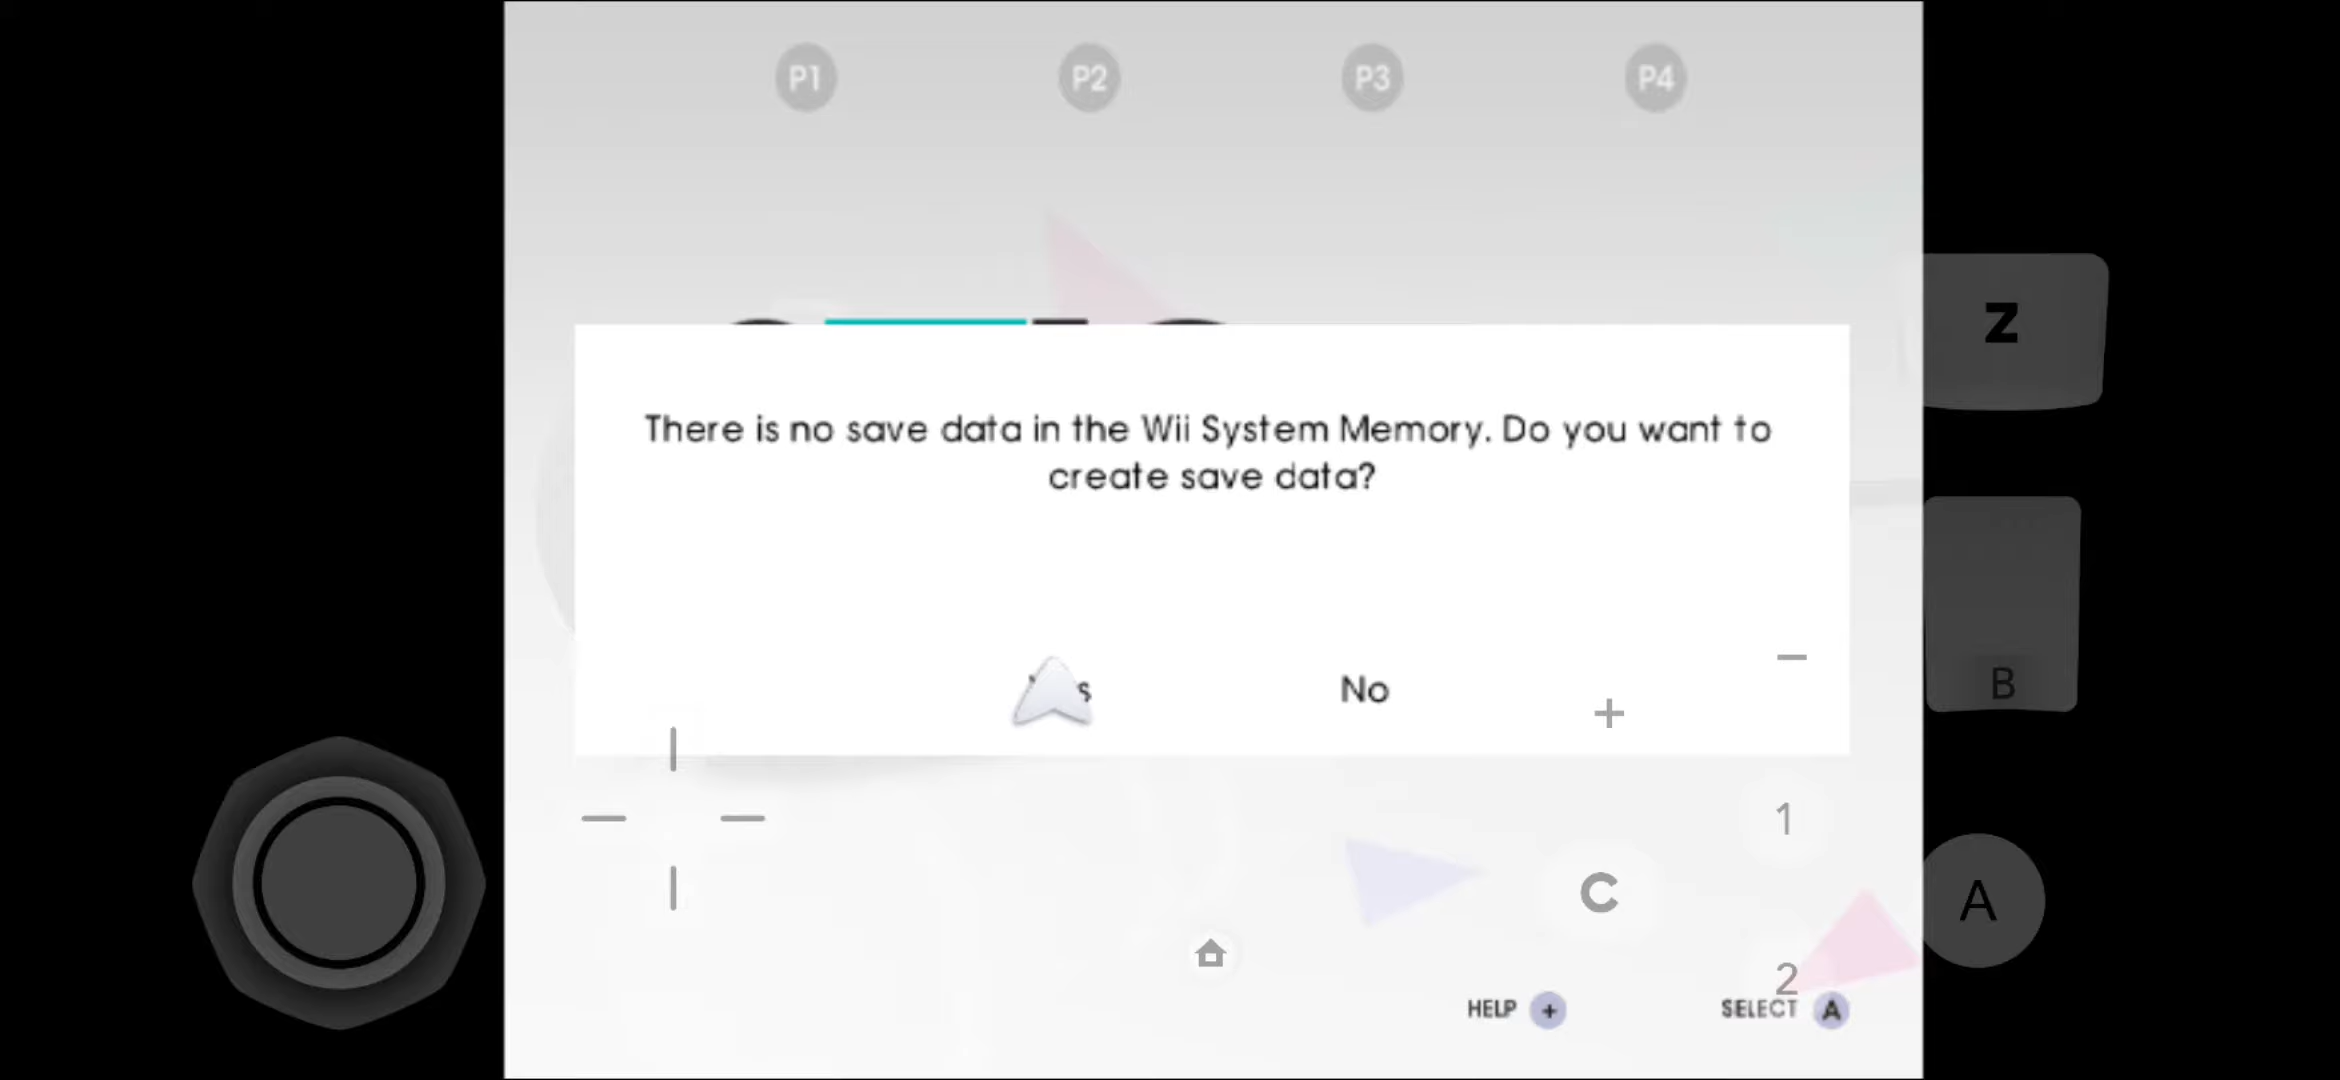 P1 P2 P3 P4
Z
There is no save data in the Wii System Memory. Do you want to
create save data?
No
B
+
1
C
A
2
HELP +
SELECT A